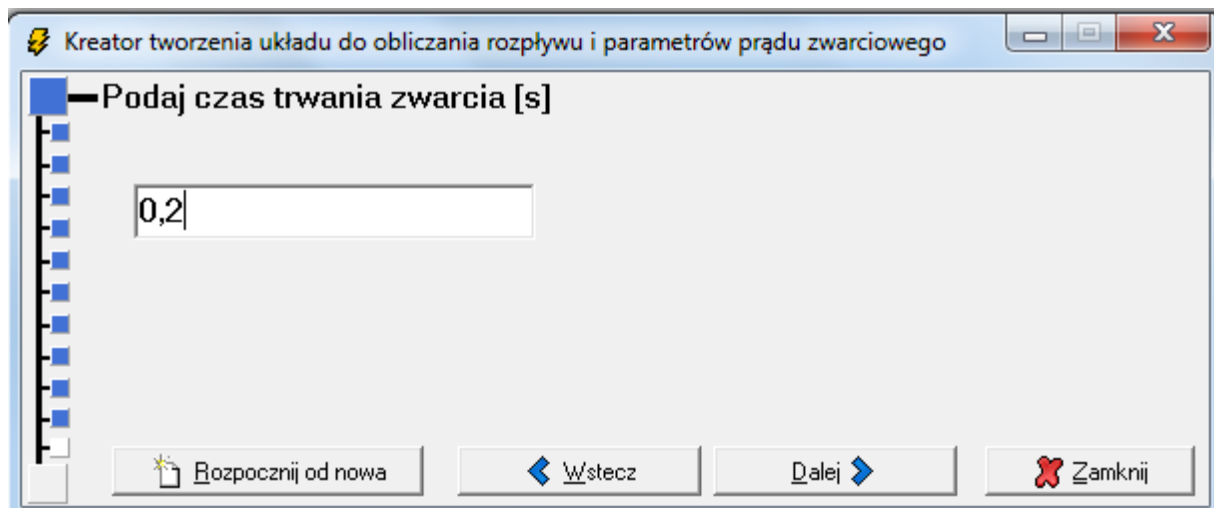 Kreator tworzenia układu do obliczania rozpływu i parametrów prądu zwarciowego
Podaj czas trwania zwarcia [s]
0,2
Rozpocznij od nowa
Wstecz
Dalej
Zamknij